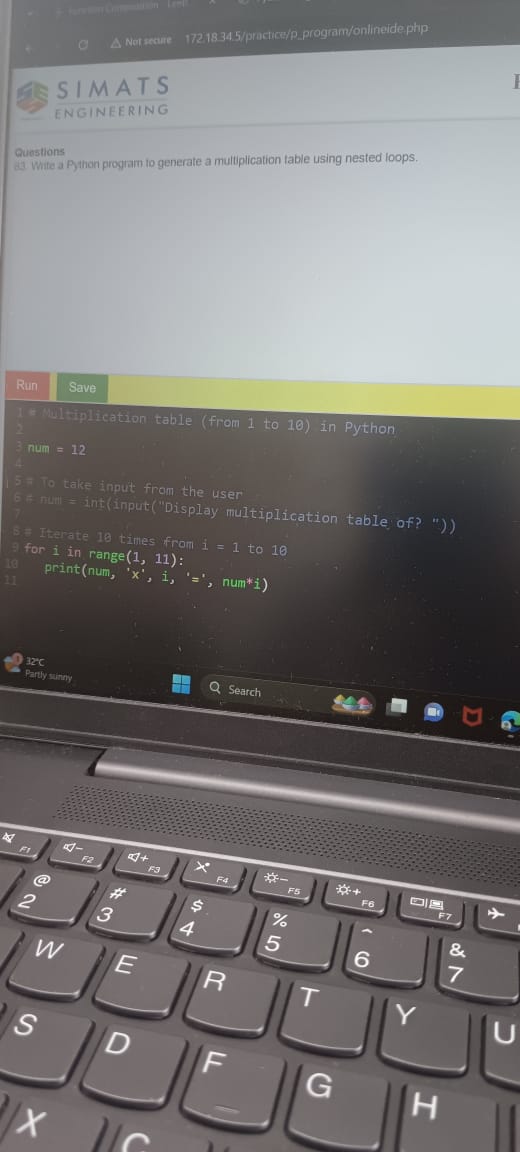 Function Composition - Leet
Not secure 172.18.34.5/practice/p_program/onlineide.php
SIMATS
ENGINEERING
Questions
83. Write a Python program to generate a multiplication table using nested loops.
Run Save
1 # Multiplication table (from 1 to 10) in Python
2
3 num = 12
4
5 # To take input from the user
6 # num = int(input("Display multiplication table of? "))
7
8 # Iterate 10 times from i = 1 to 10
9 for i in range(1, 11):
10 print(num, 'x', i, '=', num*i)
11
1
32°C
Partly sunny
Search
F1 F2 F3 F4 F5 F6 F7
@ # $ % ^ &
2 3 4 5 6 7
W E R T Y U
S D F G H
X C